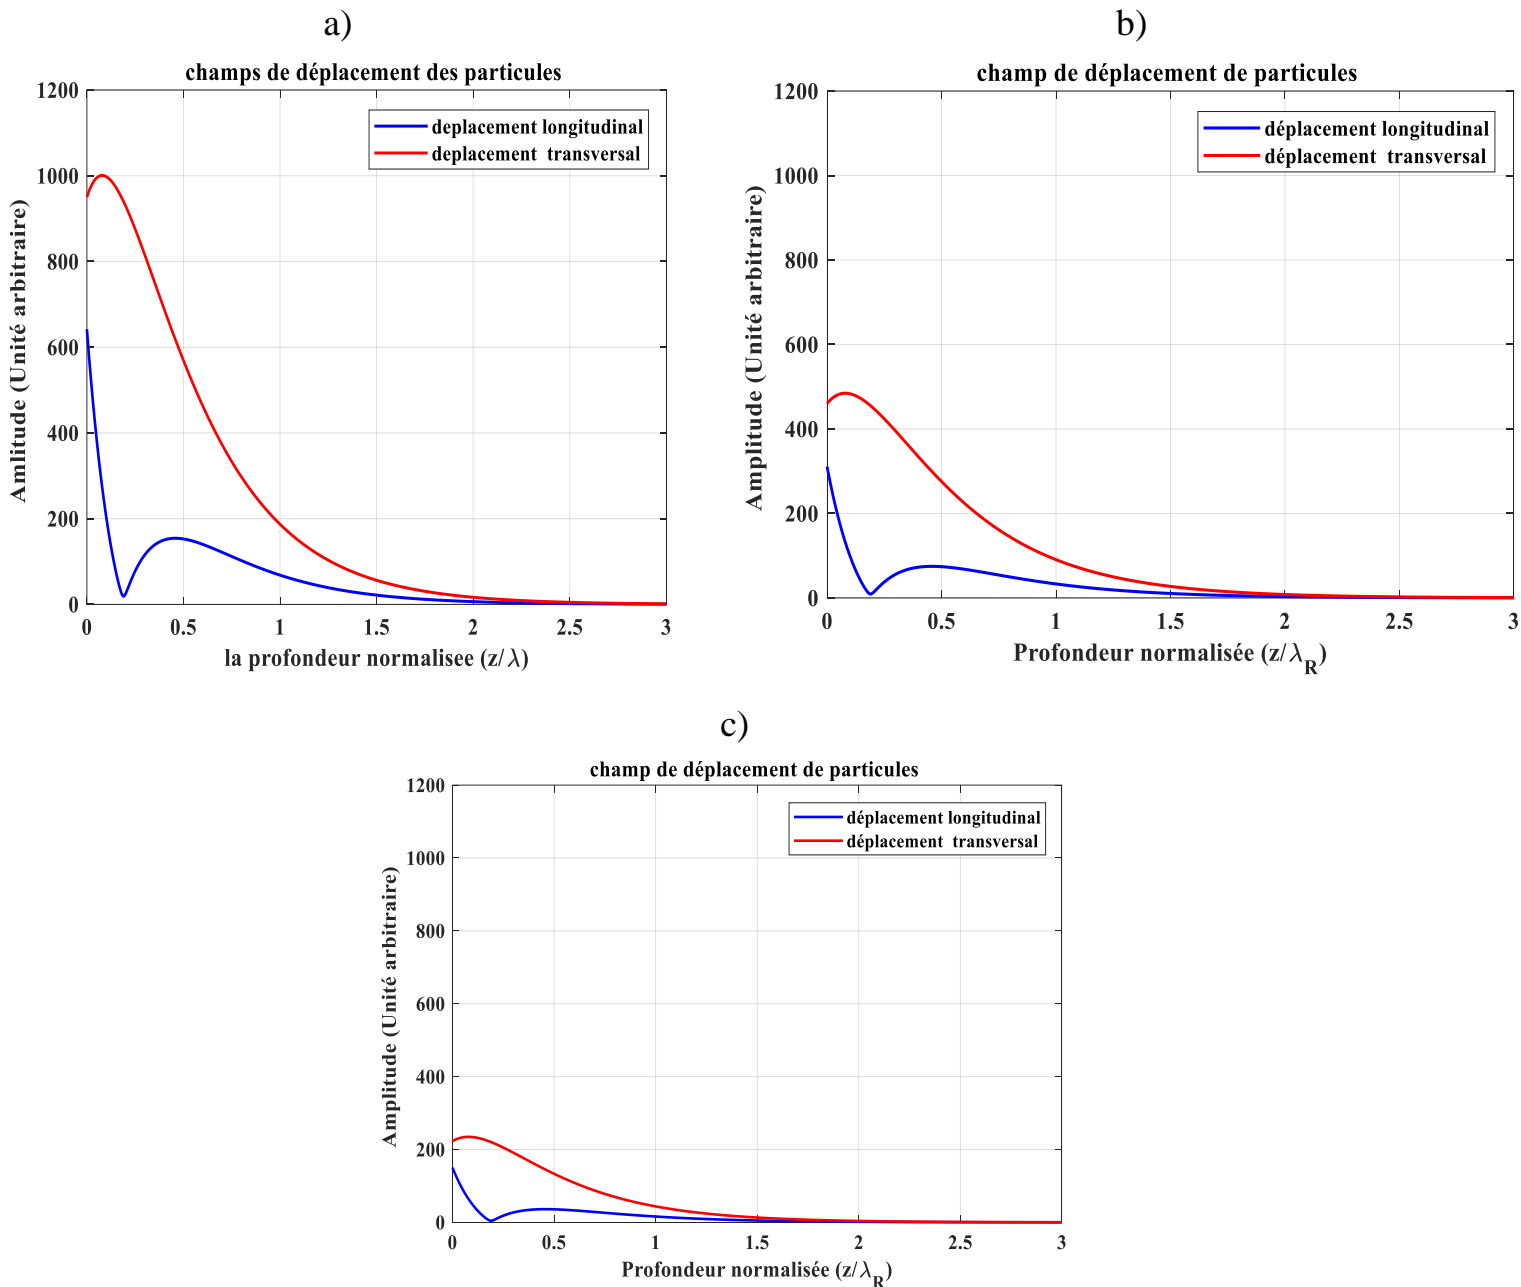 a)
champs de déplacement des particules
1200
1000
800
600
400
200
0
0 0.5 1 1.5 2 2.5 3
Amlitude (Unité arbitraire)
la profondeur normalisee (z/λ)
deplacement longitudinal
deplacement transversal
b)
champ de déplacement de particules
1200
1000
800
600
400
200
0
0 0.5 1 1.5 2 2.5 3
Amplitude (Unité arbitraire)
Profondeur normalisée (z/λ_R)
déplacement longitudinal
déplacement transversal
c)
champ de déplacement de particules
1200
1000
800
600
400
200
0
0 0.5 1 1.5 2 2.5 3
Amplitude (Unité arbitraire)
Profondeur normalisée (z/λ_R)
déplacement longitudinal
déplacement transversal